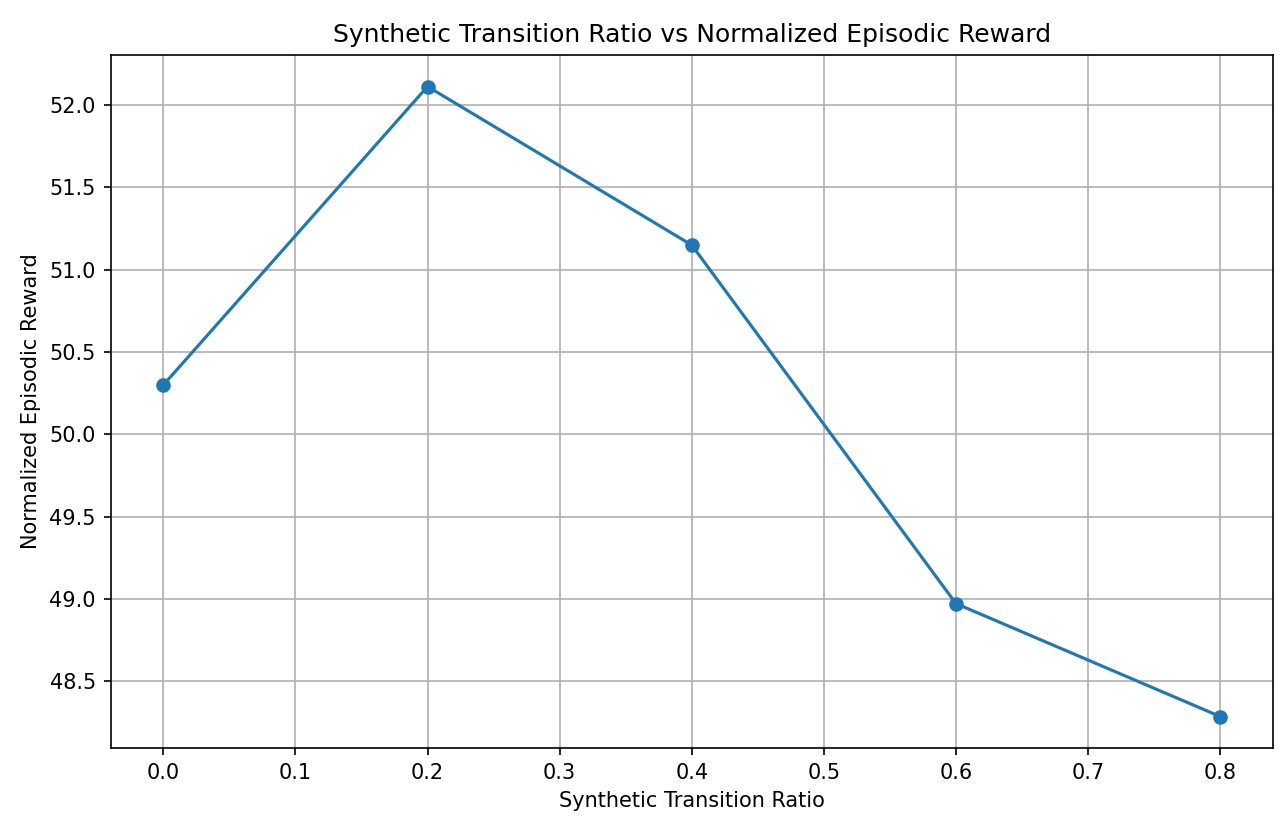 Synthetic Transition Ratio vs Normalized Episodic Reward
Normalized Episodic Reward
52.0
51.5
51.0
50.5
50.0
49.5
49.0
48.5
0.0 0.1 0.2 0.3 0.4 0.5 0.6 0.7 0.8
Synthetic Transition Ratio